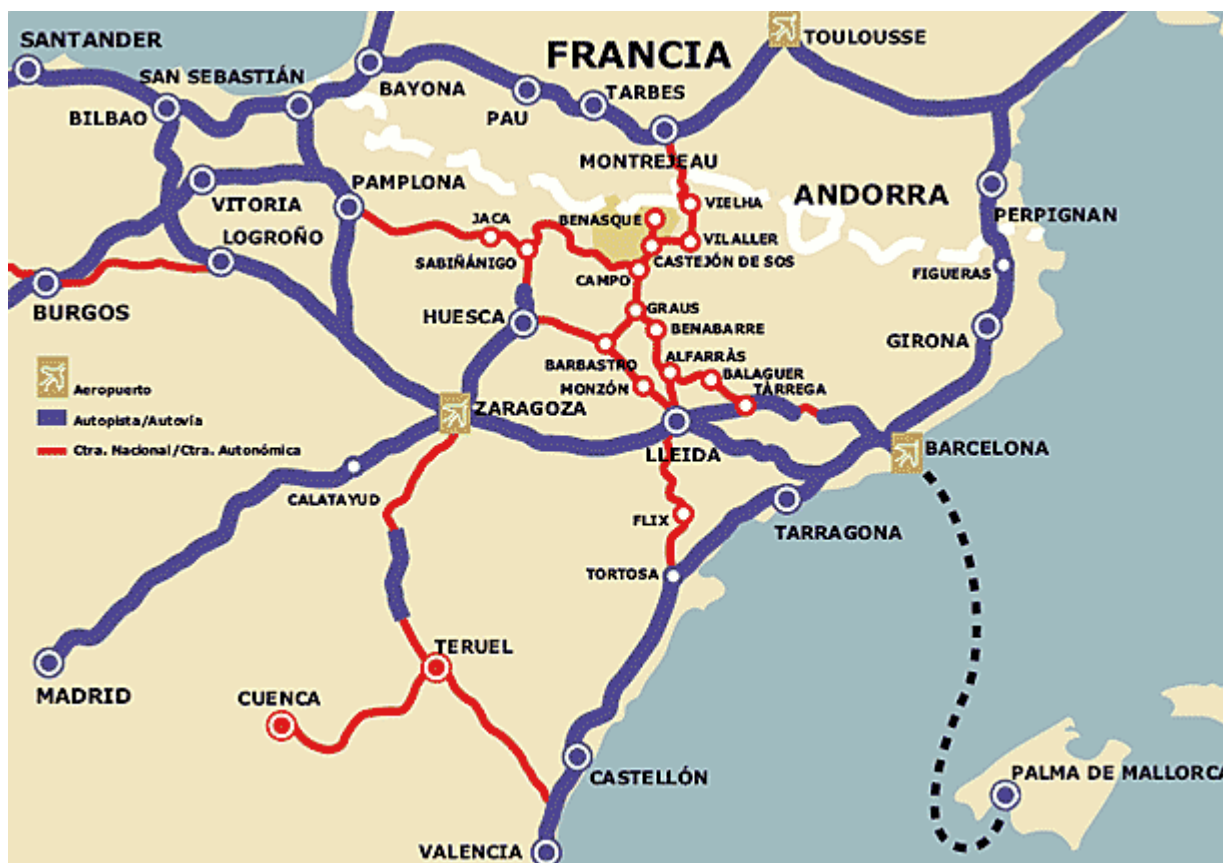 SANTANDER
FRANCIA
TOULOUSSE
SAN SEBASTIÁN
BAYONA
TARBES
BILBAO
PAU
MONTREJEAU
PAMPLONA
ANDORRA
VITORIA
VIELHA
BENASQUE
PERPIGNAN
JACA
LOGROÑO
VILALLER
SABIÑÁNIGO
CASTEJÓN DE SOS
FIGUERAS
CAMPO
BURGOS
GRAUS
HUESCA
BENABARRE
GIRONA
BARBASTRO
ALFARRÀS
BALAGUER
MONZÓN
TÀRREGA
Aeropuerto
ZARAGOZA
Autopista/Autovía
Ctra. Nacional/Ctra. Autonómica
LLEIDA
BARCELONA
CALATAYUD
FLIX
TARRAGONA
TORTOSA
TERUEL
MADRID
CUENCA
CASTELLÓN
PALMA DE MALLORCA
VALENCIA